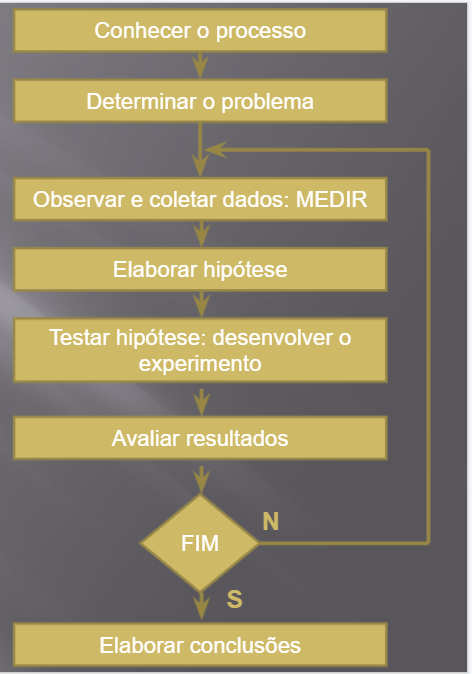 Conhecer o processo
Determinar o problema
Observar e coletar dados: MEDIR
Elaborar hipótese
Testar hipótese: desenvolver o
experimento
Avaliar resultados
N
FIM
S
Elaborar conclusões